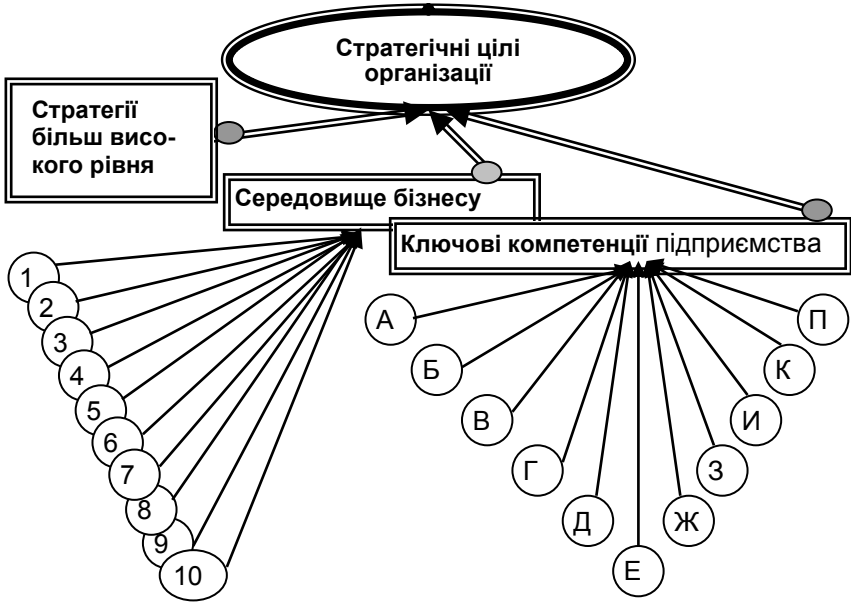 Стратегічні цілі
організації
Стратегії
більш висо-
кого рівня
Середовище бізнесу
Ключові компетенції підприємства
1
2
3
4
5
6
7
8
9
10
А
Б
В
Г
Д
Е
Ж
З
И
К
П